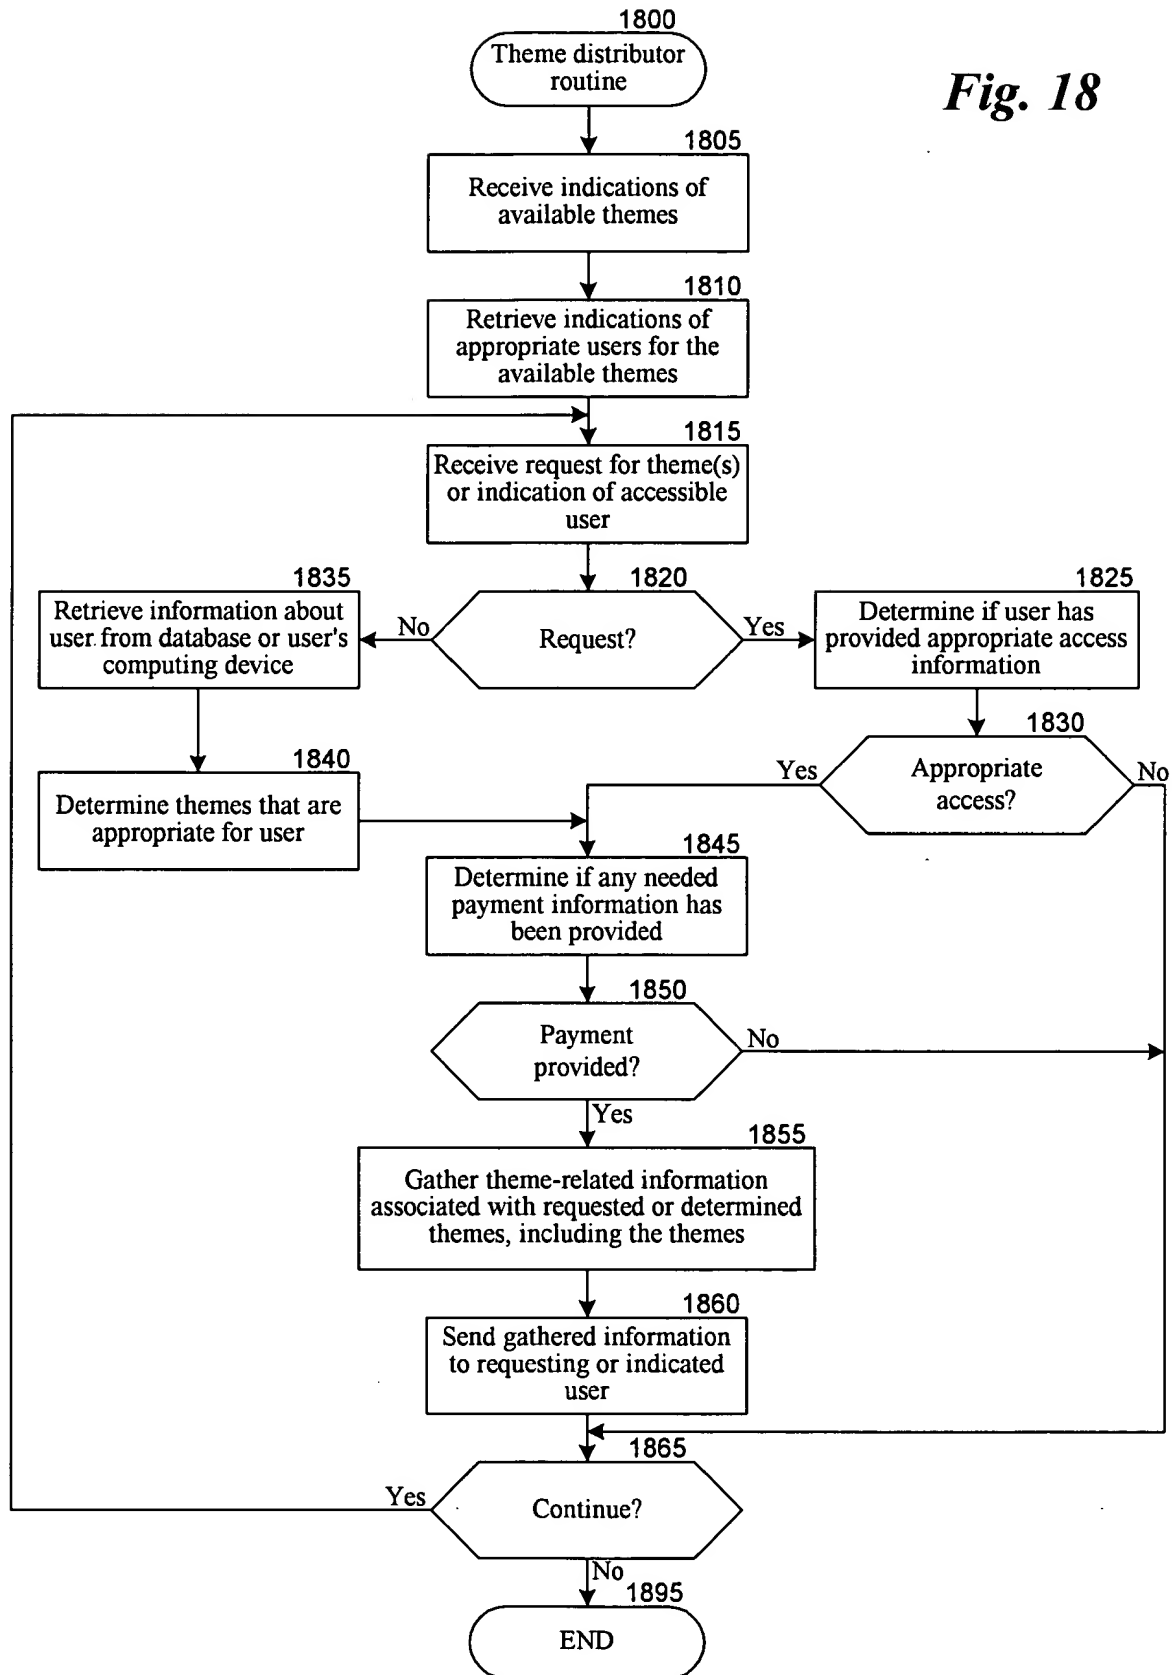 1800
Theme distributor
routine
Fig. 18
1805
Receive indications of
available themes
1810
Retrieve indications of
appropriate users for the
available themes
1815
Receive request for theme(s)
or indication of accessible
user
1820
Request?
No
Yes
1835
Retrieve information about
user from database or user's
computing device
1825
Determine if user has
provided appropriate access
information
1830
Appropriate
access?
Yes
No
1840
Determine themes that are
appropriate for user
1845
Determine if any needed
payment information has
been provided
1850
Payment
provided?
No
Yes
1855
Gather theme-related information
associated with requested or determined
themes, including the themes
1860
Send gathered information
to requesting or indicated
user
1865
Continue?
Yes
No
1895
END